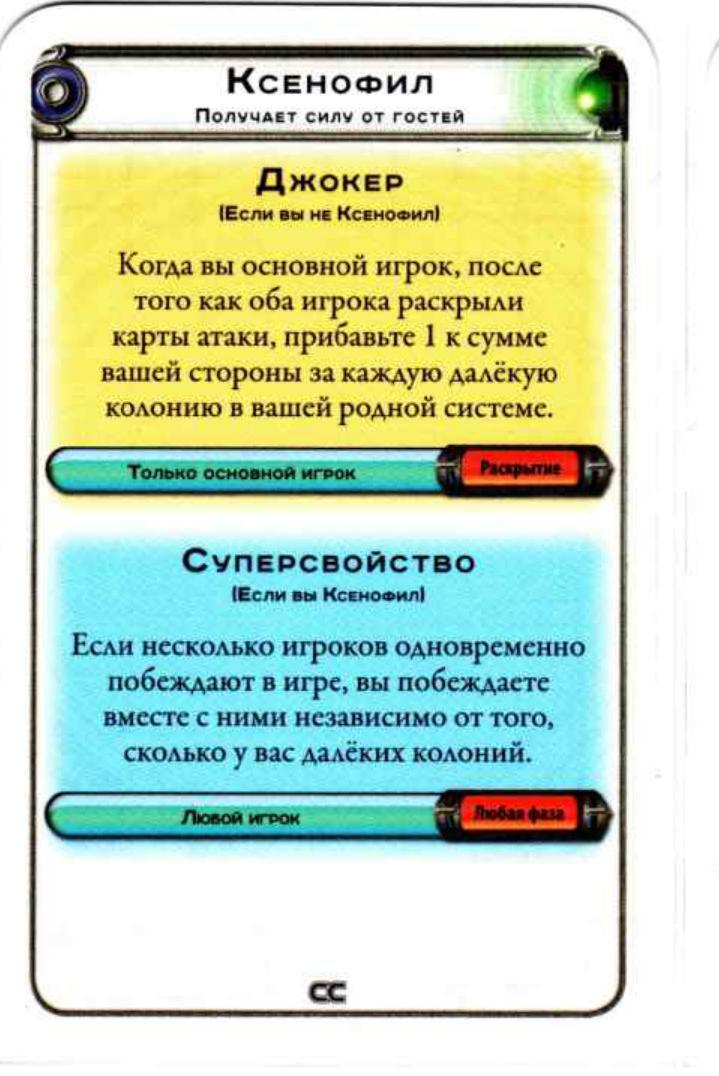 Ксенофил
Получает силу от гостей
Джокер
(Если вы не Ксенофил)
Когда вы основной игрок, после
того как оба игрока раскрыли
карты атаки, прибавьте 1 к сумме
вашей стороны за каждую далёкую
колонию в вашей родной системе.
Только основной игрок
Раскрытие
Суперсвойство
(Если вы Ксенофил)
Если несколько игроков одновременно
побеждают в игре, вы побеждаете
вместе с ними независимо от того,
сколько у вас далёких колоний.
Любой игрок
Любая фаза
CC